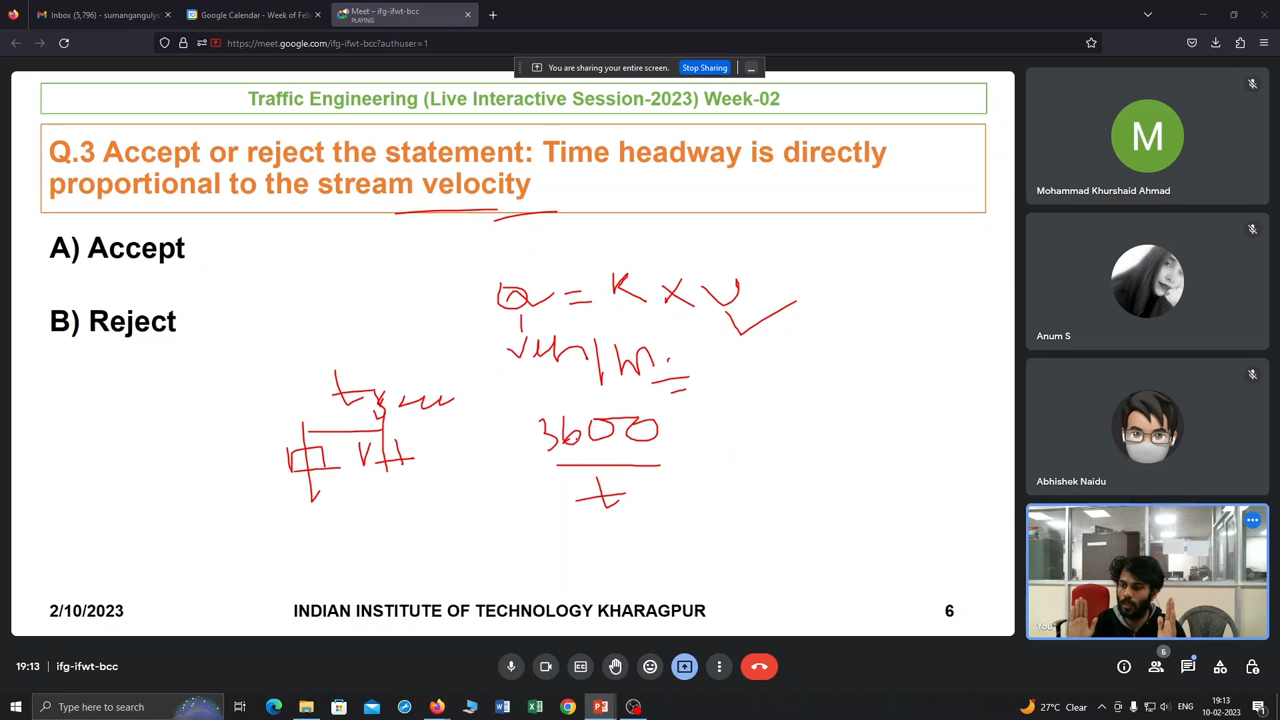 Inbox (5,796) - sumangangulys
Google Calendar - Week of Feb
Meet – ifg-ifwt-bcc
PLAYING
https://meet.google.com/ifg-ifwt-bcc?authuser=1
You are sharing your entire screen.
Stop Sharing
Traffic Engineering (Live Interactive Session-2023) Week-02
Q.3 Accept or reject the statement: Time headway is directly
proportional to the stream velocity
A) Accept
B) Reject
Q = K x V
veh/hr.
3600
t
2/10/2023
INDIAN INSTITUTE OF TECHNOLOGY KHARAGPUR
6
M
Mohammad Khurshaid Ahmad
Anum S
Abhishek Naidu
You
19:13
ifg-ifwt-bcc
Type here to search
27°C Clear
ENG
19:13
10-02-2023